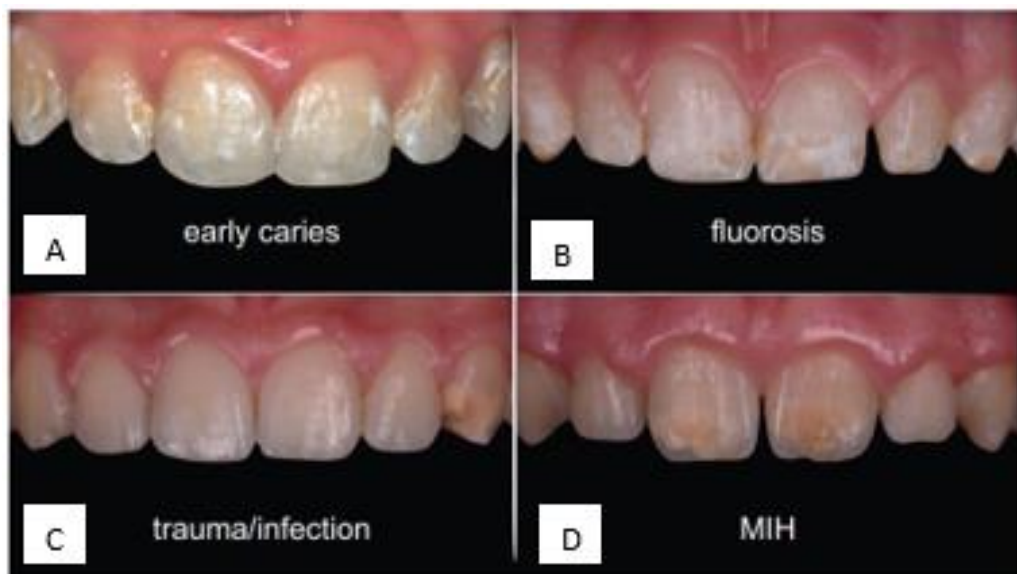 A
early caries
B
fluorosis
C
trauma/infection
D
MIH